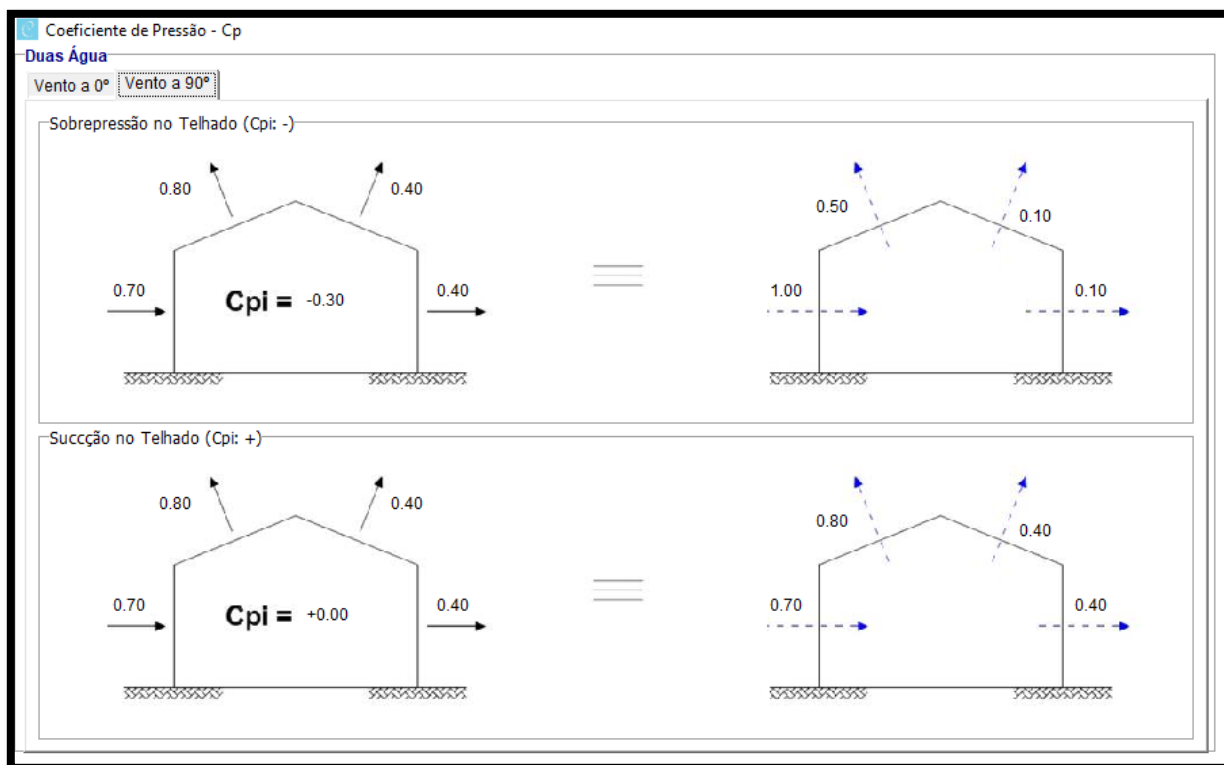 Coeficiente de Pressão - Cp
Duas Água
Vento a 0º Vento a 90º
Sobrepressão no Telhado (Cpi: -)
0.80 0.40 0.50 0.10
0.70 Cpi = -0.30 0.40 1.00 0.10
Succção no Telhado (Cpi: +)
0.80 0.40 0.80 0.40
0.70 Cpi = +0.00 0.40 0.70 0.40